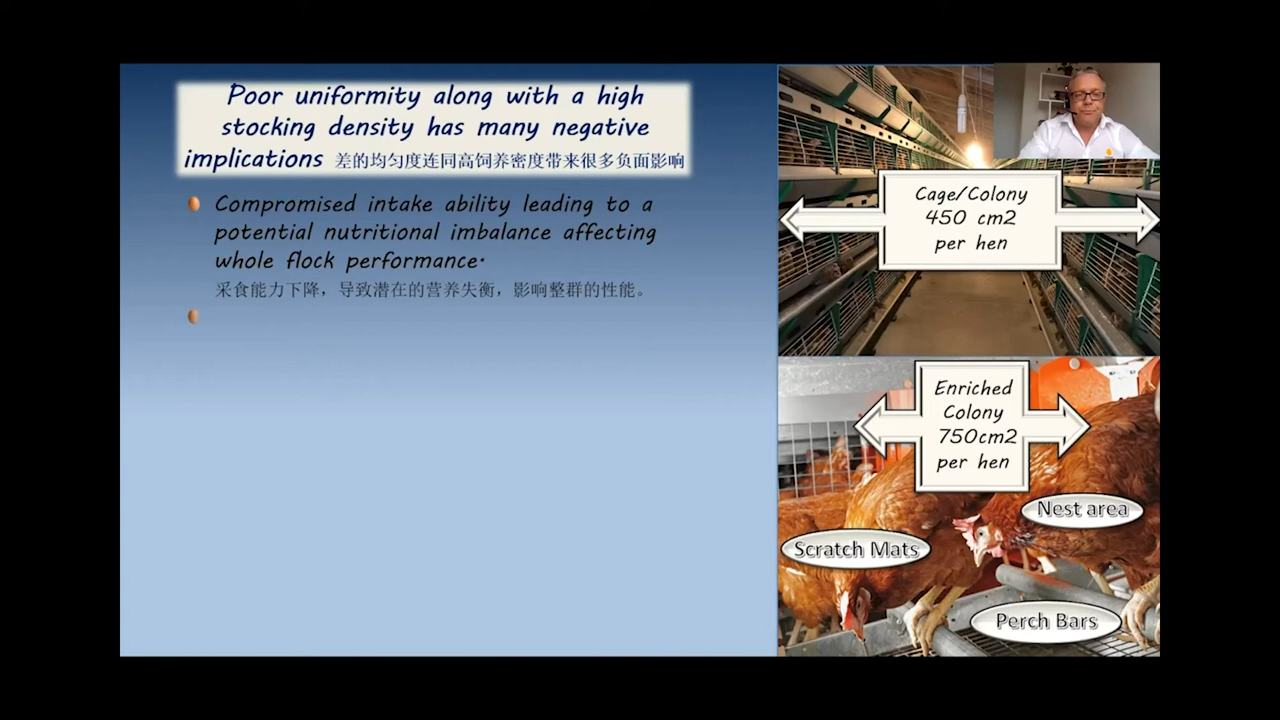 Poor uniformity along with a high
stocking density has many negative
implications 差的均匀度连同高饲养密度带来很多负面影响
Compromised intake ability leading to a
potential nutritional imbalance affecting
whole flock performance.
采食能力下降，导致潜在的营养失衡，影响整群的性能。
Cage/Colony
450 cm2
per hen
Enriched
Colony
750cm2
per hen
Nest area
Scratch Mats
Perch Bars